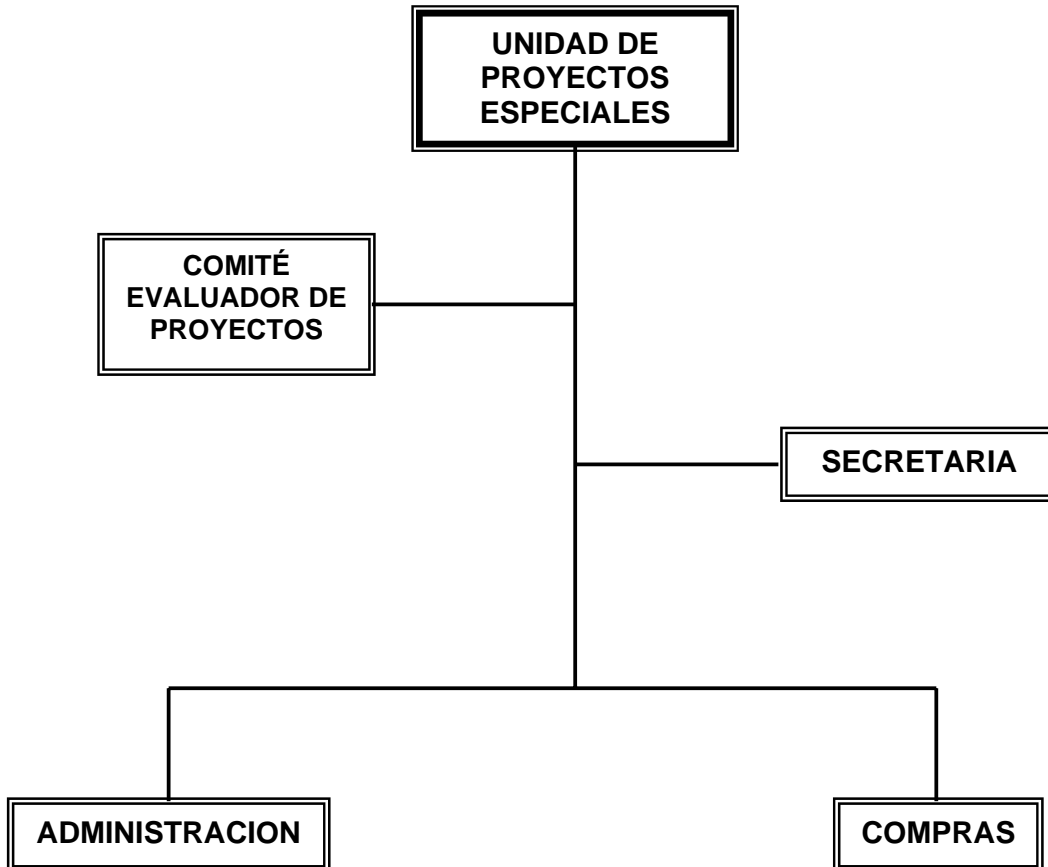 UNIDAD DE
PROYECTOS
ESPECIALES
COMITÉ
EVALUADOR DE
PROYECTOS
SECRETARIA
ADMINISTRACION
COMPRAS